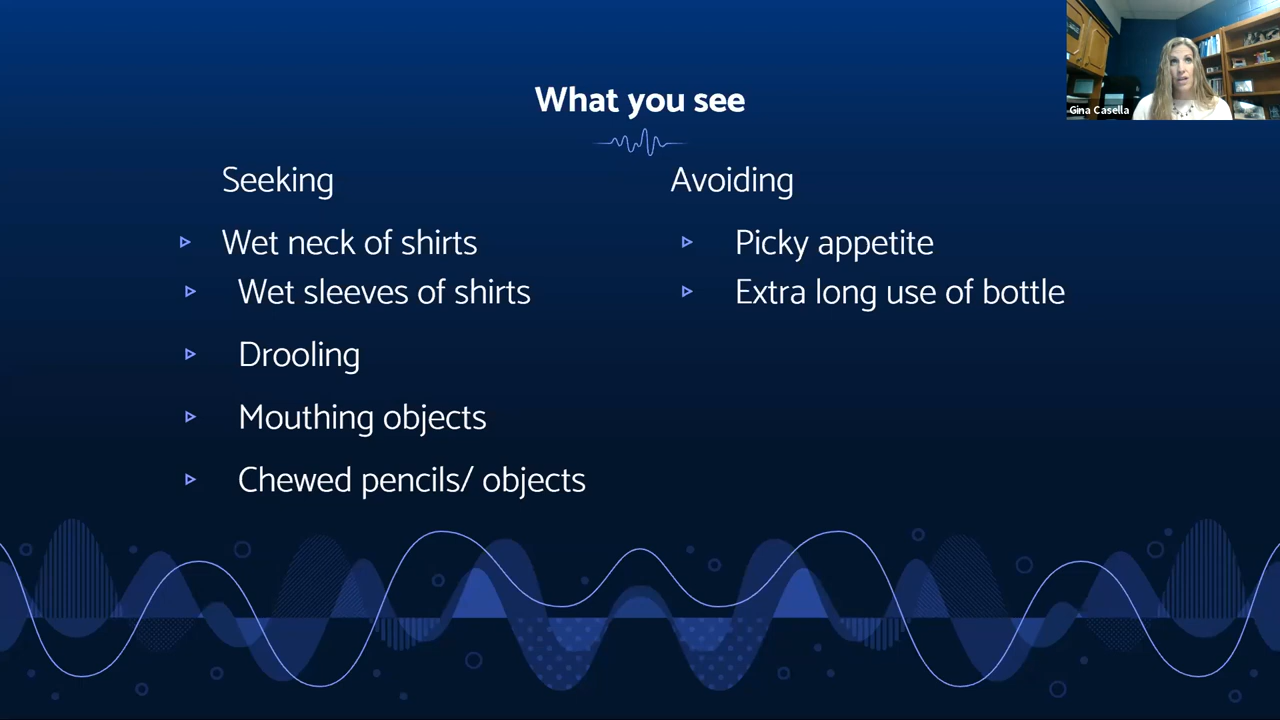 What you see
Gina Casella
Seeking
Wet neck of shirts
Wet sleeves of shirts
Drooling
Mouthing objects
Chewed pencils/ objects
Avoiding
Picky appetite
Extra long use of bottle